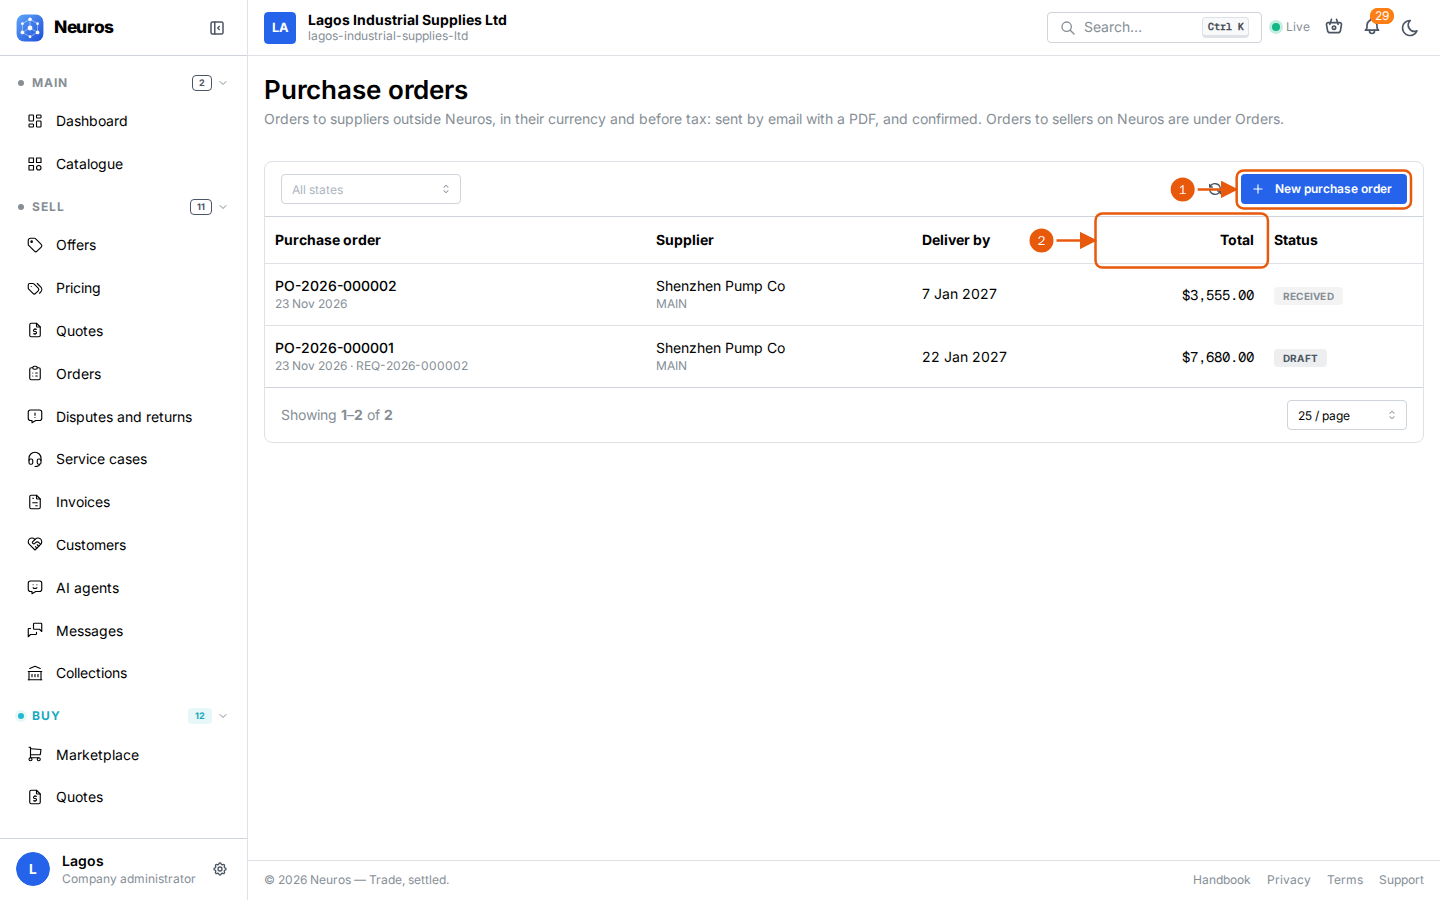 Neuros
LA
Lagos Industrial Supplies Ltd
lagos-industrial-supplies-ltd
Search...
Ctrl K
Live
29
MAIN
2
Dashboard
Catalogue
SELL
11
Offers
Pricing
Quotes
Orders
Disputes and returns
Service cases
Invoices
Customers
AI agents
Messages
Collections
BUY
12
Marketplace
Quotes
L
Lagos
Company administrator
Purchase orders
Orders to suppliers outside Neuros, in their currency and before tax: sent by email with a PDF, and confirmed. Orders to sellers on Neuros are under Orders.
All states
1
New purchase order
Purchase order
Supplier
Deliver by
2
Total
Status
PO-2026-000002
23 Nov 2026
Shenzhen Pump Co
MAIN
7 Jan 2027
$3,555.00
RECEIVED
PO-2026-000001
23 Nov 2026 · REQ-2026-000002
Shenzhen Pump Co
MAIN
22 Jan 2027
$7,680.00
DRAFT
Showing 1–2 of 2
25 / page
© 2026 Neuros — Trade, settled.
Handbook
Privacy
Terms
Support